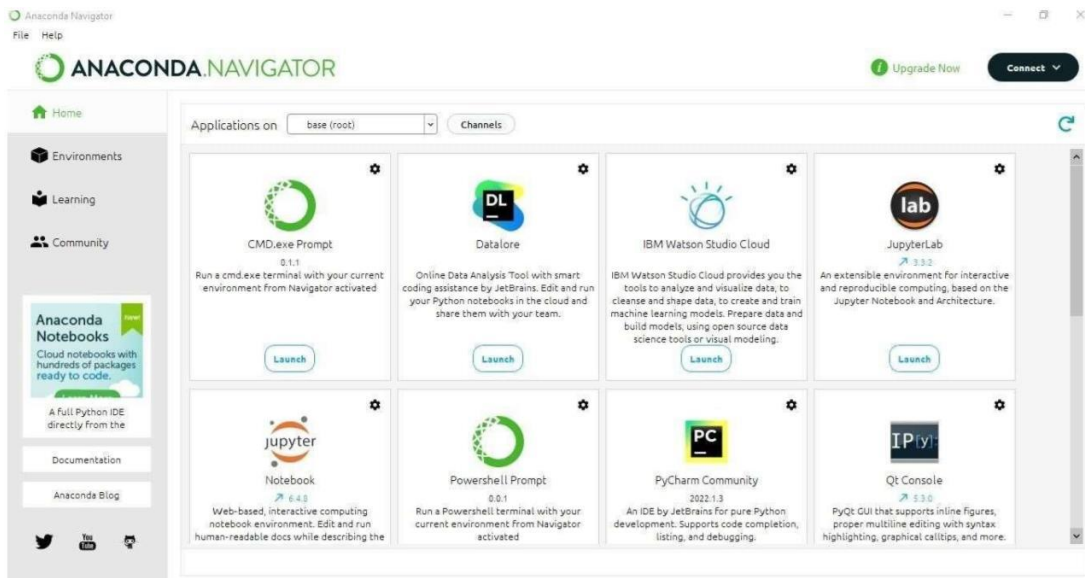 Anaconda Navigator
File Help
ANACONDA.NAVIGATOR
Upgrade Now
Connect
Home
Environments
Learning
Community
Anaconda Notebooks
New!
Cloud notebooks with
hundreds of packages
ready to code.
Learn More
A full Python IDE
directly from the
Documentation
Anaconda Blog
You
Tube
Applications on base (root) Channels
CMD.exe Prompt
0.1.1
Run a cmd.exe terminal with your current
environment from Navigator activated
Launch
DL
Datalore
Online Data Analysis Tool with smart
coding assistance by JetBrains. Edit and run
your Python notebooks in the cloud and
share them with your team.
Launch
IBM Watson Studio Cloud
IBM Watson Studio Cloud provides you the
tools to analyze and visualize data, to
cleanse and shape data, to create and train
machine learning models. Prepare data and
build models, using open source data
science tools or visual modeling.
Launch
lab
JupyterLab
3.3.2
An extensible environment for interactive
and reproducible computing, based on the
Jupyter Notebook and Architecture.
Launch
jupyter
Notebook
6.4.8
Web-based, interactive computing
notebook environment. Edit and run
human-readable docs while describing the
Powershell Prompt
0.0.1
Run a Powershell terminal with your
current environment from Navigator
activated
PC
PyCharm Community
2022.1.3
An IDE by JetBrains for pure Python
development. Supports code completion,
listing, and debugging.
IP[y]:
Qt Console
5.3.0
PyQt GUI that supports inline figures,
proper multiline editing with syntax
highlighting, graphical calltips, and more.